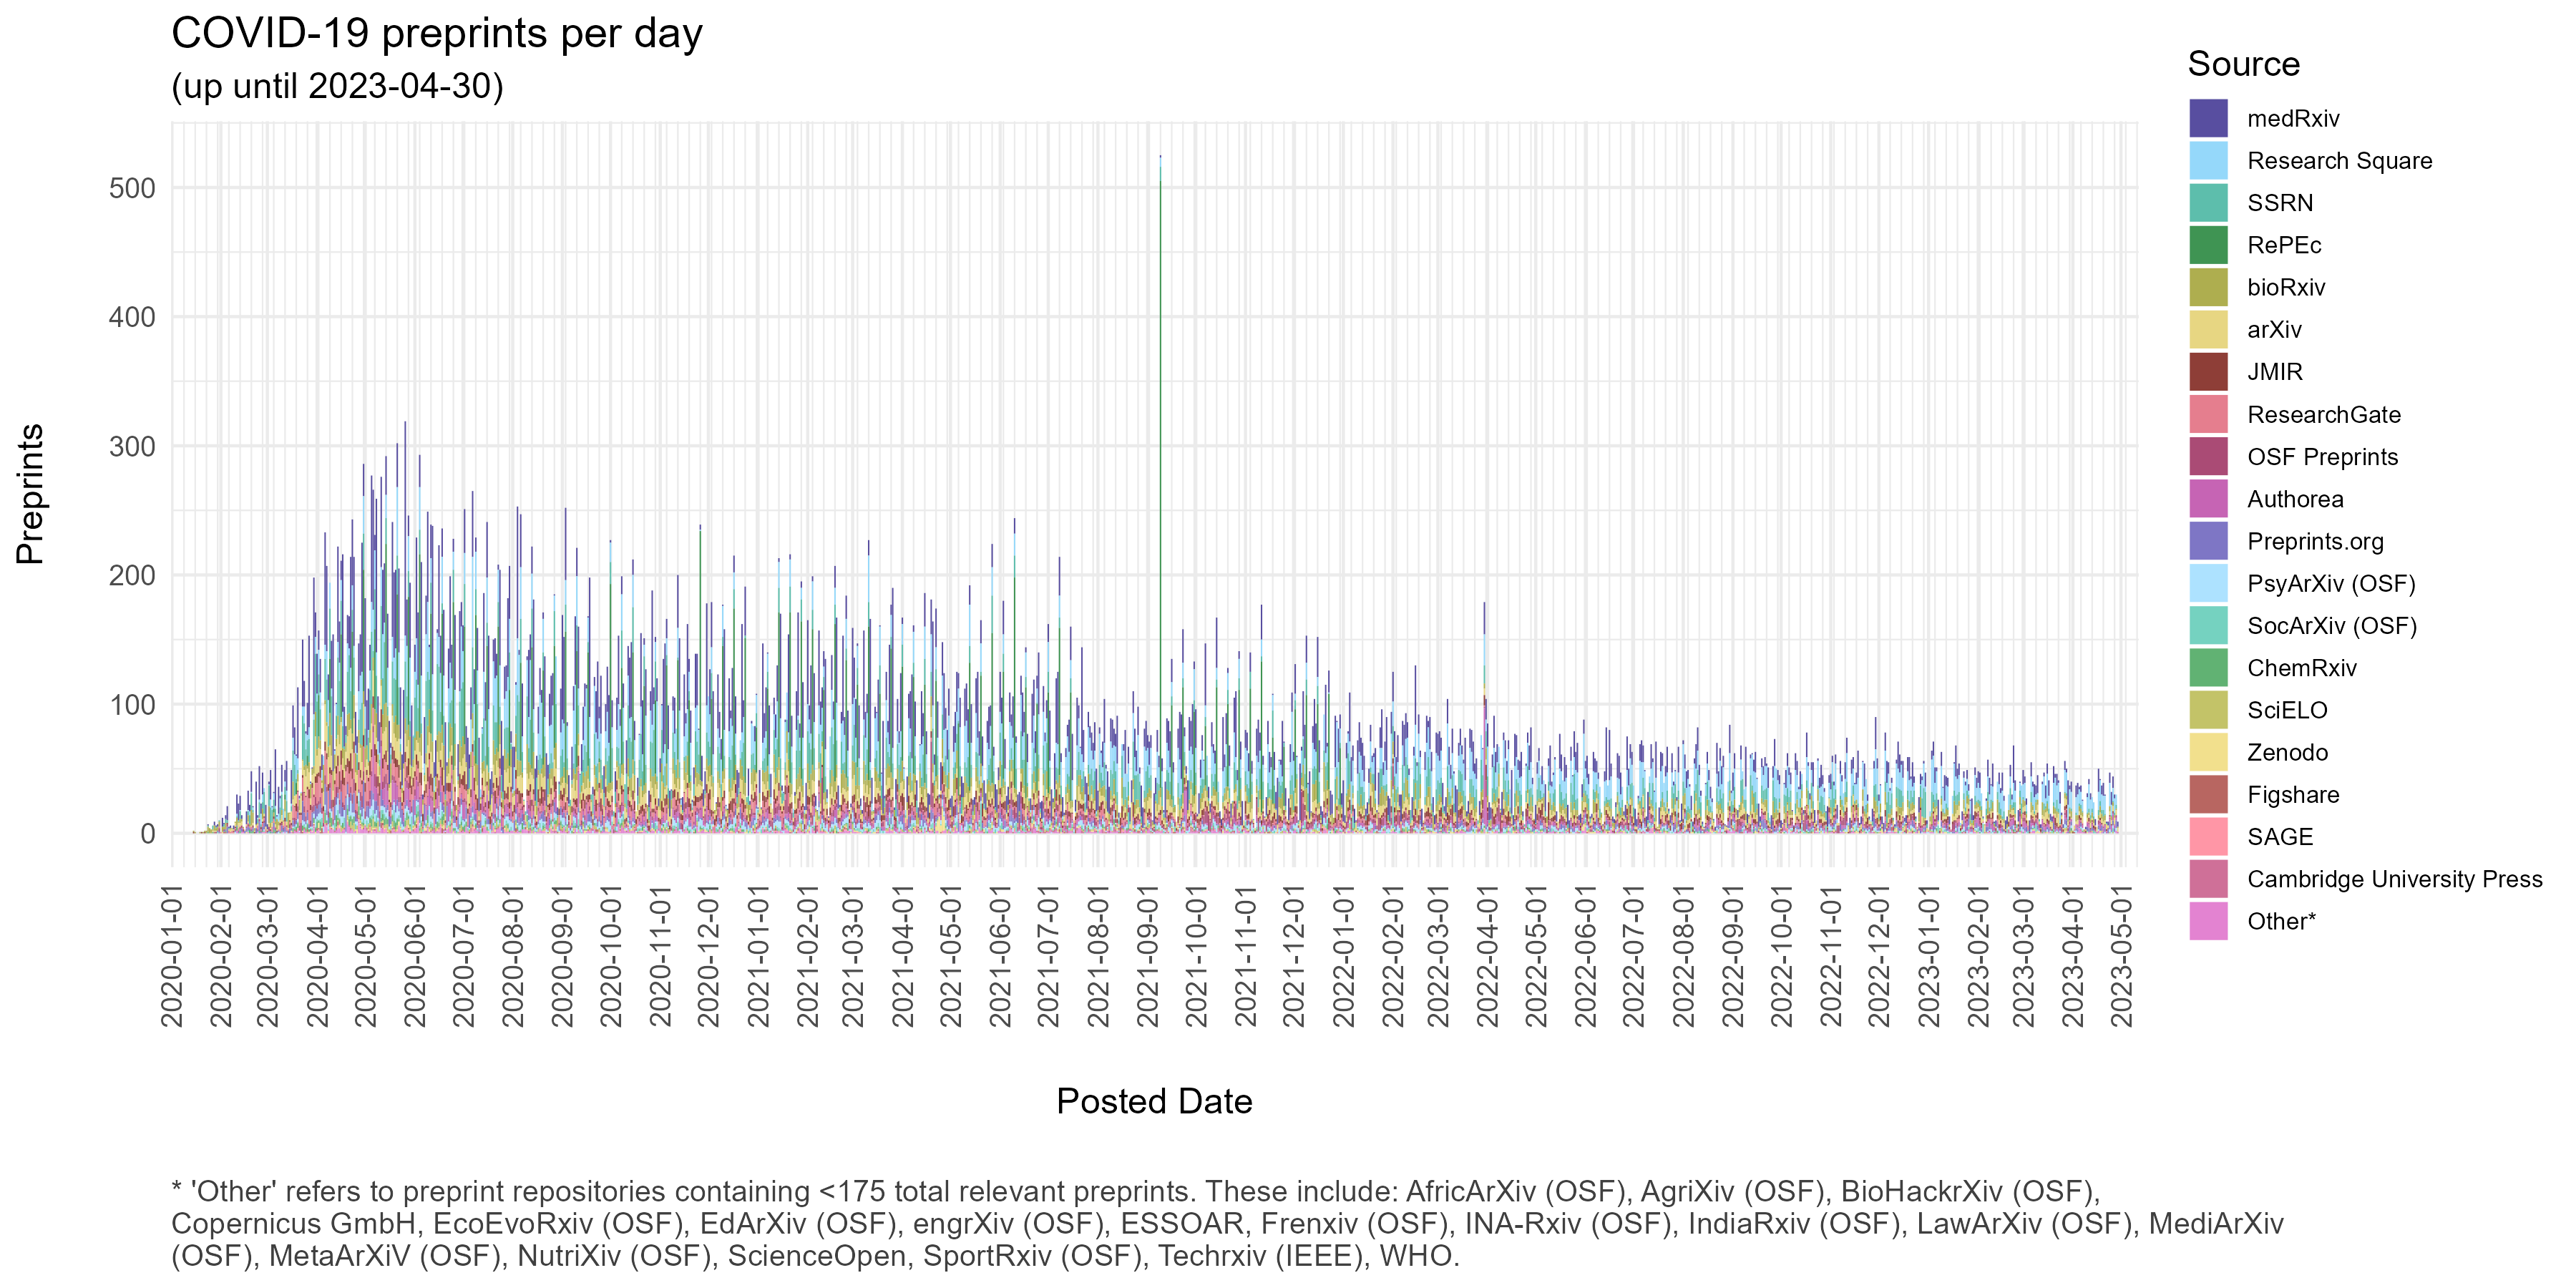 COVID-19 preprints per day
(up until 2023-04-30)
Source
medRxiv
Research Square
SSRN
RePEc
bioRxiv
arXiv
JMIR
ResearchGate
OSF Preprints
Authorea
Preprints.org
PsyArXiv (OSF)
SocArXiv (OSF)
ChemRxiv
SciELO
Zenodo
Figshare
SAGE
Cambridge University Press
Other*
Preprints
500
400
300
200
100
0
2020-01-01
2020-02-01
2020-03-01
2020-04-01
2020-05-01
2020-06-01
2020-07-01
2020-08-01
2020-09-01
2020-10-01
2020-11-01
2020-12-01
2021-01-01
2021-02-01
2021-03-01
2021-04-01
2021-05-01
2021-06-01
2021-07-01
2021-08-01
2021-09-01
2021-10-01
2021-11-01
2021-12-01
2022-01-01
2022-02-01
2022-03-01
2022-04-01
2022-05-01
2022-06-01
2022-07-01
2022-08-01
2022-09-01
2022-10-01
2022-11-01
2022-12-01
2023-01-01
2023-02-01
2023-03-01
2023-04-01
2023-05-01
Posted Date
* 'Other' refers to preprint repositories containing <175 total relevant preprints. These include: AfricArXiv (OSF), AgriXiv (OSF), BioHackrXiv (OSF),
Copernicus GmbH, EcoEvoRxiv (OSF), EdArXiv (OSF), engrXiv (OSF), ESSOAR, Frenxiv (OSF), INA-Rxiv (OSF), IndiaRxiv (OSF), LawArXiv (OSF), MediArXiv
(OSF), MetaArXiV (OSF), NutriXiv (OSF), ScienceOpen, SportRxiv (OSF), Techrxiv (IEEE), WHO.